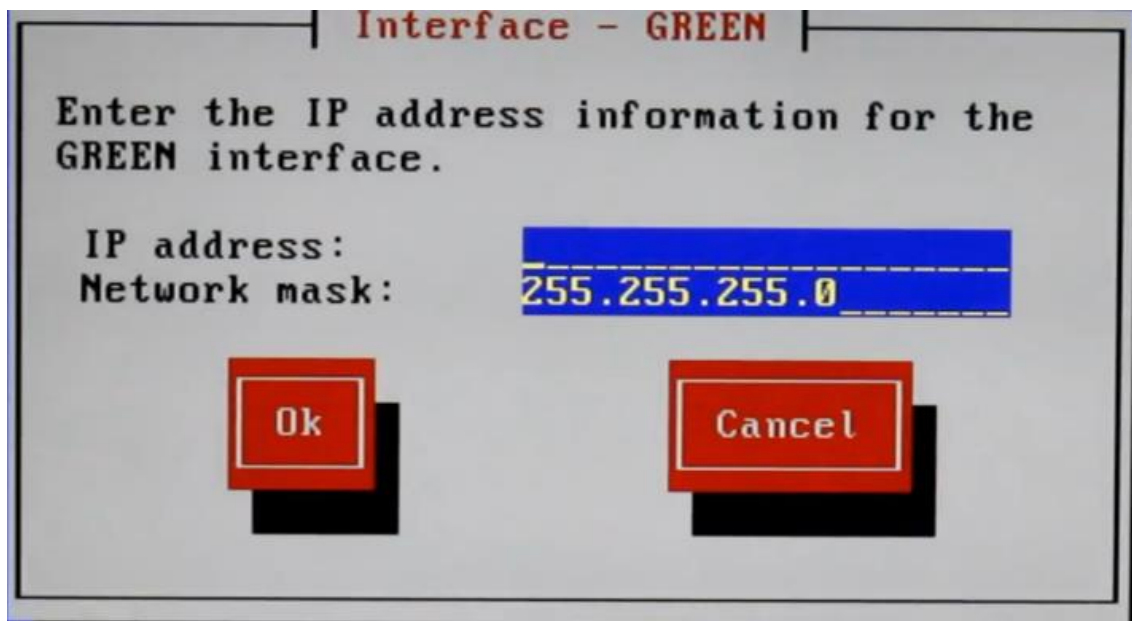 Interface - GREEN
Enter the IP address information for the
GREEN interface.
IP address:
Network mask: 255.255.255.0
Ok Cancel